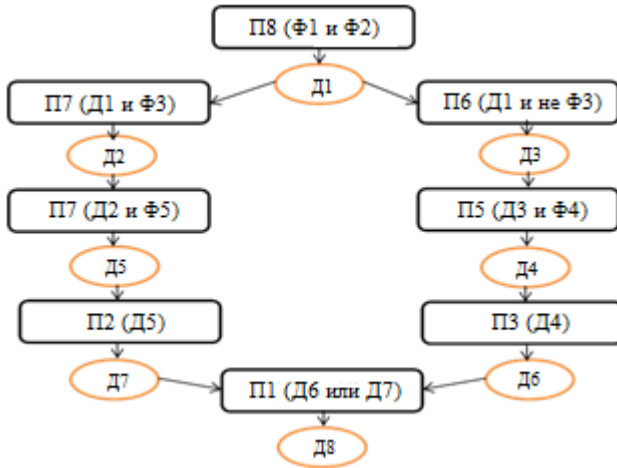 П8 (Ф1 и Ф2)
Д1
П7 (Д1 и Ф3)
П6 (Д1 и не Ф3)
Д2
Д3
П7 (Д2 и Ф5)
П5 (Д3 и Ф4)
Д5
Д4
П2 (Д5)
П3 (Д4)
Д7
П1 (Д6 или Д7)
Д6
Д8